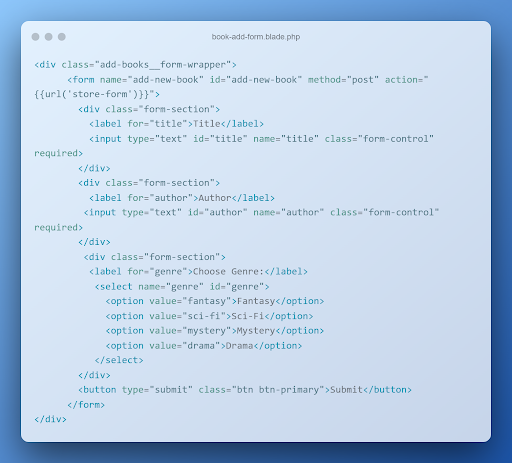 book-add-form.blade.php
<div class="add-books__form-wrapper">
<form name="add-new-book" id="add-new-book" method="post" action="
{{url('store-form')}}">
<div class="form-section">
<label for="title">Title</label>
<input type="text" id="title" name="title" class="form-control"
required>
</div>
<div class="form-section">
<label for="author">Author</label>
<input type="text" id="author" name="author" class="form-control"
required>
</div>
<div class="form-section">
<label for="genre">Choose Genre:</label>
<select name="genre" id="genre">
<option value="fantasy">Fantasy</option>
<option value="sci-fi">Sci-Fi</option>
<option value="mystery">Mystery</option>
<option value="drama">Drama</option>
</select>
</div>
<button type="submit" class="btn btn-primary">Submit</button>
</form>
</div>